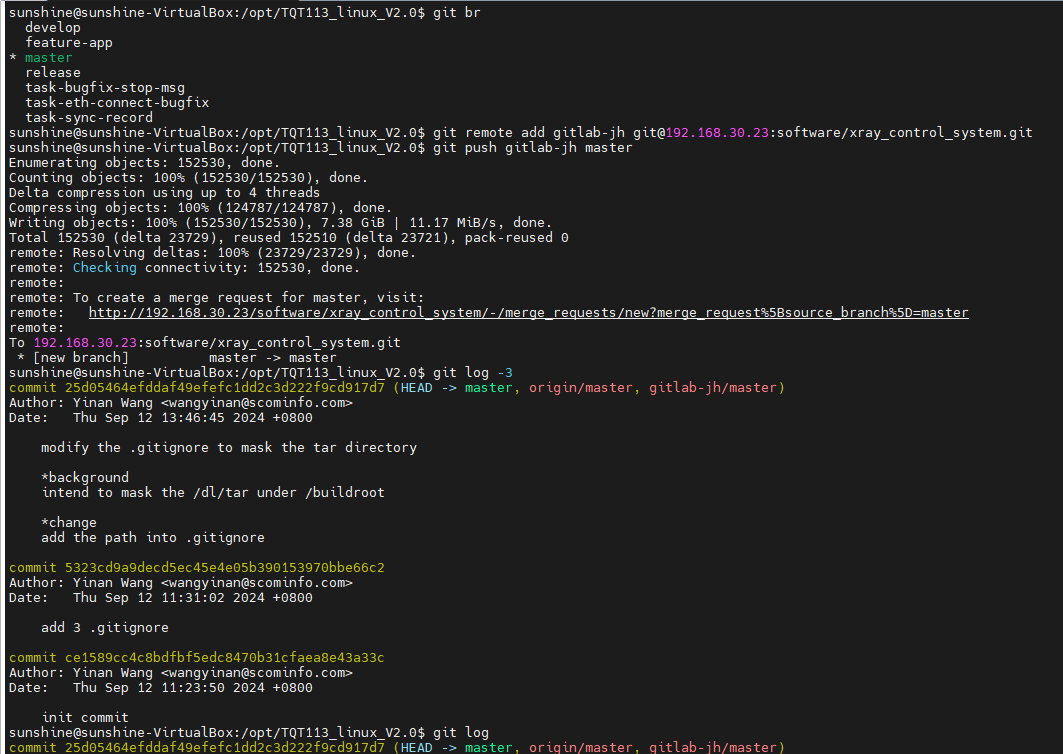 sunshine@sunshine-VirtualBox:/opt/TQT113_linux_V2.0$ git br
  develop
  feature-app
* master
  release
  task-bugfix-stop-msg
  task-eth-connect-bugfix
  task-sync-record
sunshine@sunshine-VirtualBox:/opt/TQT113_linux_V2.0$ git remote add gitlab-jh git@192.168.30.23:software/xray_control_system.git
sunshine@sunshine-VirtualBox:/opt/TQT113_linux_V2.0$ git push gitlab-jh master
Enumerating objects: 152530, done.
Counting objects: 100% (152530/152530), done.
Delta compression using up to 4 threads
Compressing objects: 100% (124787/124787), done.
Writing objects: 100% (152530/152530), 7.38 GiB | 11.17 MiB/s, done.
Total 152530 (delta 23729), reused 152510 (delta 23721), pack-reused 0
remote: Resolving deltas: 100% (23729/23729), done.
remote: Checking connectivity: 152530, done.
remote:
remote: To create a merge request for master, visit:
remote:   http://192.168.30.23/software/xray_control_system/-/merge_requests/new?merge_request%5Bsource_branch%5D=master
remote:
To 192.168.30.23:software/xray_control_system.git
 * [new branch]          master -> master
sunshine@sunshine-VirtualBox:/opt/TQT113_linux_V2.0$ git log -3
commit 25d05464efddaf49efefc1dd2c3d222f9cd917d7 (HEAD -> master, origin/master, gitlab-jh/master)
Author: Yinan Wang <wangyinan@scominfo.com>
Date:   Thu Sep 12 13:46:45 2024 +0800
    modify the .gitignore to mask the tar directory
    *background
    intend to mask the /dl/tar under /buildroot
    *change
    add the path into .gitignore
commit 5323cd9a9decd5ec45e4e05b390153970bbe66c2
Author: Yinan Wang <wangyinan@scominfo.com>
Date:   Thu Sep 12 11:31:02 2024 +0800
    add 3 .gitignore
commit ce1589cc4c8bdfbf5edc8470b31cfaea8e43a33c
Author: Yinan Wang <wangyinan@scominfo.com>
Date:   Thu Sep 12 11:23:50 2024 +0800
    init commit
sunshine@sunshine-VirtualBox:/opt/TQT113_linux_V2.0$ git log
commit 25d05464efddaf49efefc1dd2c3d222f9cd917d7 (HEAD -> master, origin/master, gitlab-jh/master)